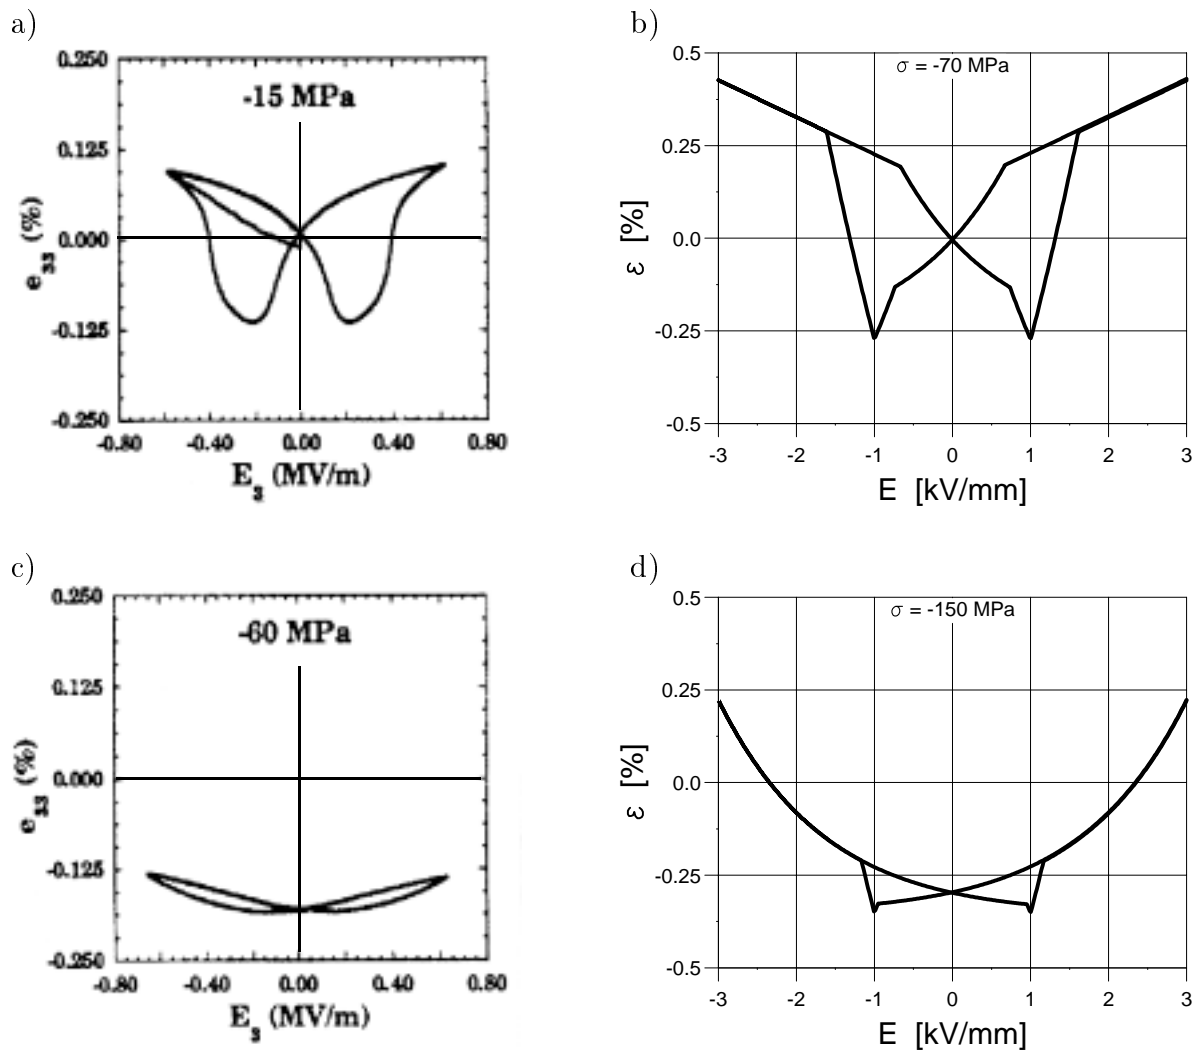 a)
0.250
-15 MPa
0.125
0.000
-0.125
-0.250
e₃₃ (%)
-0.80 -0.40 0.00 0.40 0.80
E₃ (MV/m)
b)
0.5
σ = -70 MPa
0.25
0.0
-0.25
-0.5
ε [%]
-3 -2 -1 0 1 2 3
E [kV/mm]
c)
0.250
-60 MPa
0.125
0.000
-0.125
-0.250
e₃₃ (%)
-0.80 -0.40 0.00 0.40 0.80
E₃ (MV/m)
d)
0.5
σ = -150 MPa
0.25
0.0
-0.25
-0.5
ε [%]
-3 -2 -1 0 1 2 3
E [kV/mm]